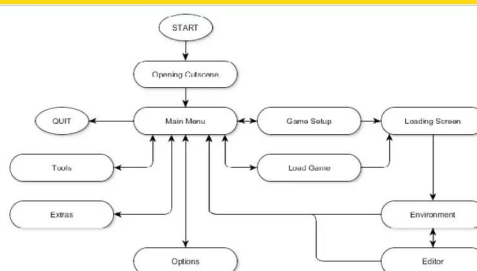 START
Opening Cutscene
QUIT
Main Menu
Game Setup
Loading Screen
Tools
Load Game
Extras
Environment
Options
Editor